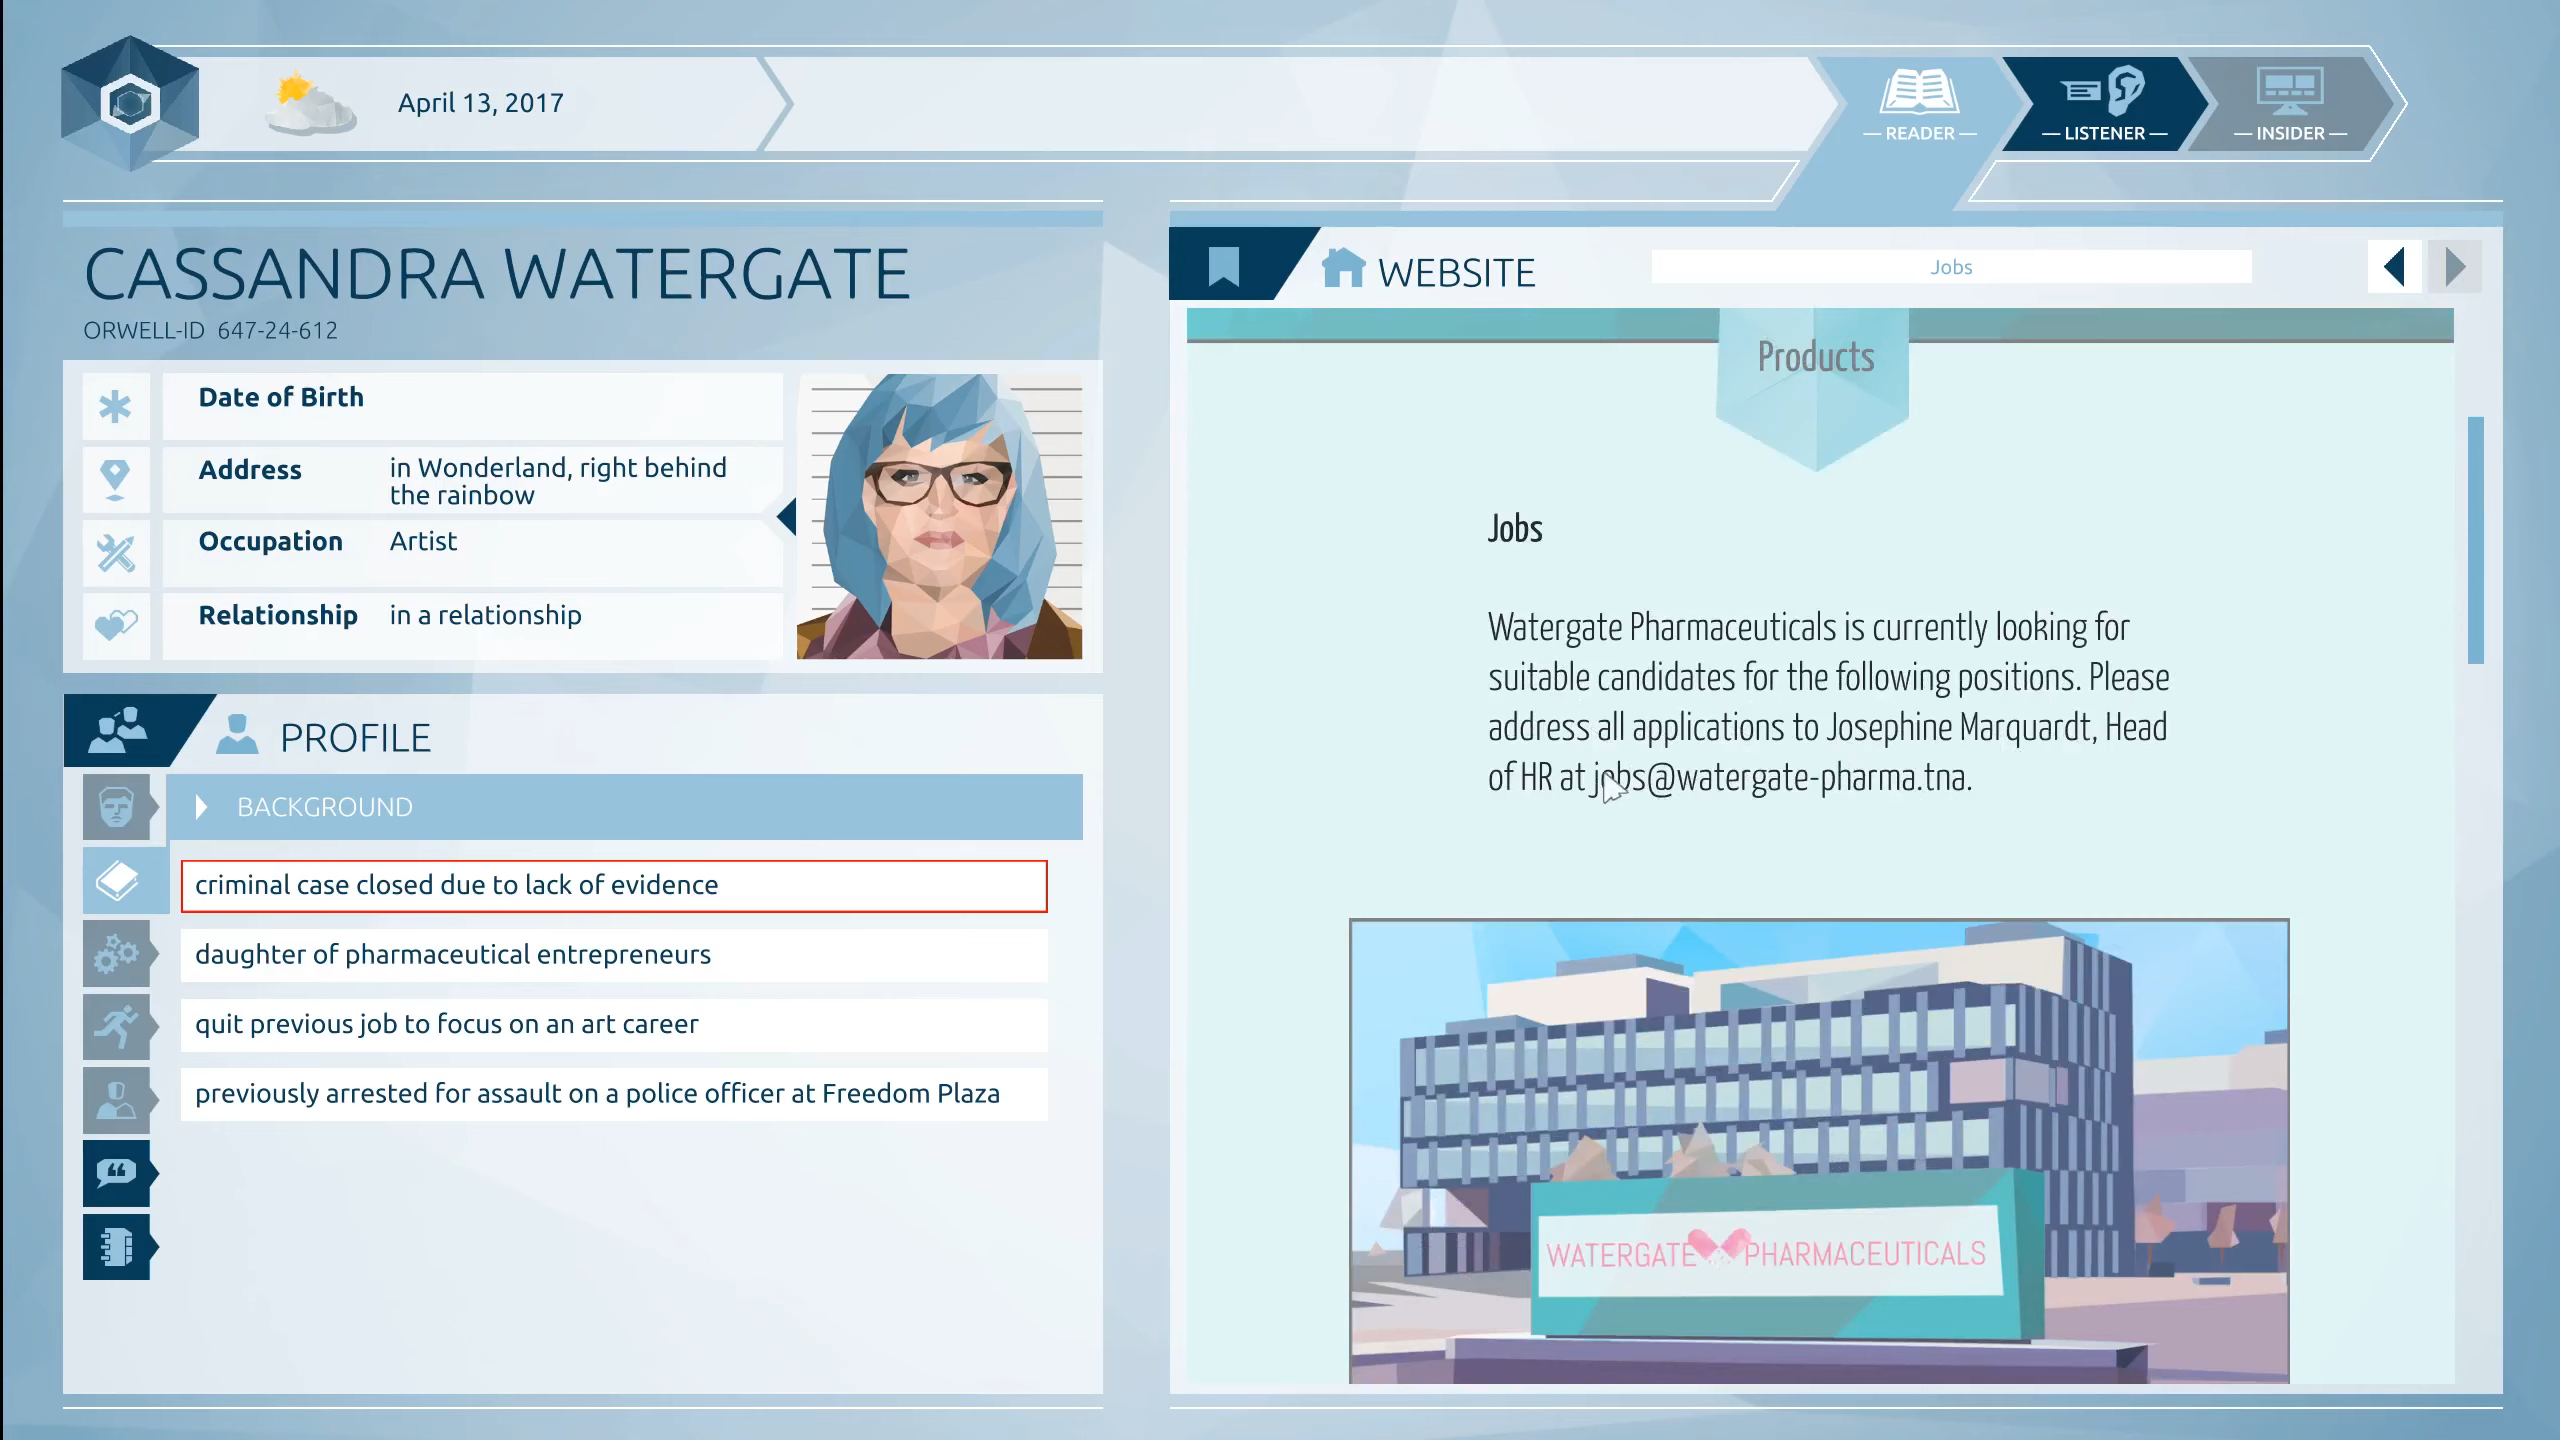 April 13, 2017
— READER —
— LISTENER —
— INSIDER —
CASSANDRA WATERGATE
ORWELL-ID 647-24-612
Date of Birth
Address in Wonderland, right behind
the rainbow
Occupation Artist
Relationship in a relationship
PROFILE
BACKGROUND
criminal case closed due to lack of evidence
daughter of pharmaceutical entrepreneurs
quit previous job to focus on an art career
previously arrested for assault on a police officer at Freedom Plaza
WEBSITE
Jobs
Products
Jobs
Watergate Pharmaceuticals is currently looking for
suitable candidates for the following positions. Please
address all applications to Josephine Marquardt, Head
of HR at jobs@watergate-pharma.tna.
WATERGATE PHARMACEUTICALS